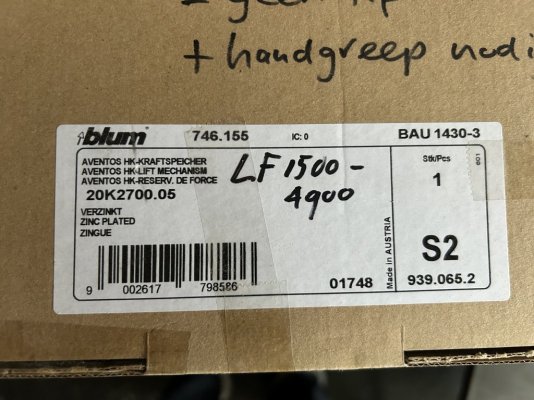 + handgreep nodi
blum 746.155 IC: 0 BAU 1430-3
AVENTOS HK-KRAFTSPEICHER
AVENTOS HK-LIFT MECHANISM
AVENTOS HK-RESERV. DE FORCE
20K2700.05
VERZINKT
ZINC PLATED
ZINGUE
LF 1500 -
4900
Stk/Pcs
1
601
Made in AUSTRIA
S2
939.065.2
9 002617 798586
01748